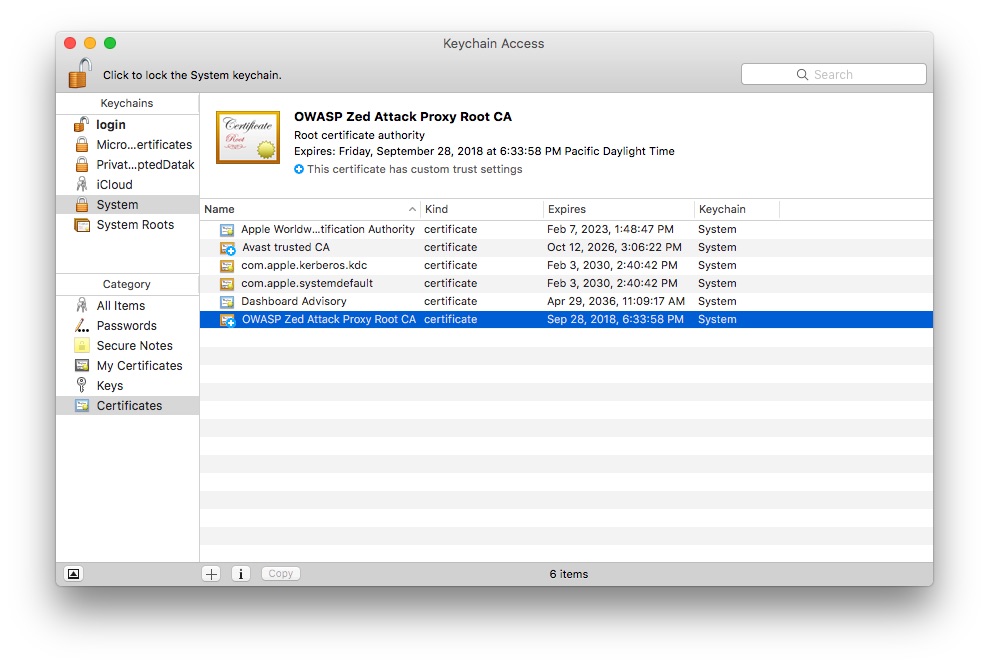 Keychain Access
Click to lock the System keychain.
Search
Keychains
login
Micro...ertificates
Privat...ptedDatak
iCloud
System
System Roots
Category
All Items
Passwords
Secure Notes
My Certificates
Keys
Certificates
Certificate
Root
OWASP Zed Attack Proxy Root CA
Root certificate authority
Expires: Friday, September 28, 2018 at 6:33:58 PM Pacific Daylight Time
This certificate has custom trust settings
Name Kind Expires Keychain
Apple Worldw...tification Authority certificate Feb 7, 2023, 1:48:47 PM System
Avast trusted CA certificate Oct 12, 2026, 3:06:22 PM System
com.apple.kerberos.kdc certificate Feb 3, 2030, 2:40:42 PM System
com.apple.systemdefault certificate Feb 3, 2030, 2:40:42 PM System
Dashboard Advisory certificate Apr 29, 2036, 11:09:17 AM System
OWASP Zed Attack Proxy Root CA certificate Sep 28, 2018, 6:33:58 PM System
Copy
6 items